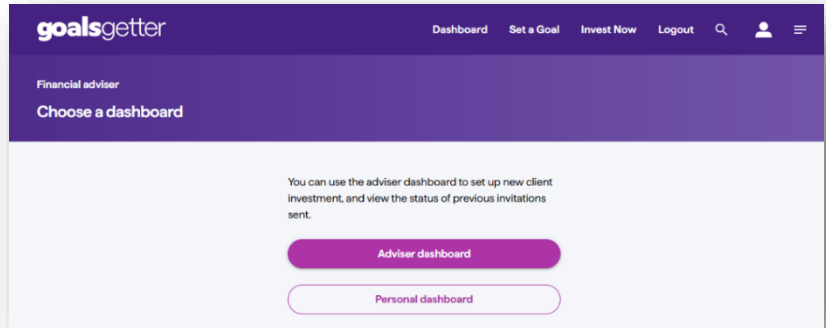 goalsgetter Dashboard Set a Goal Invest Now Logout
Financial adviser
Choose a dashboard
You can use the adviser dashboard to set up new client
investment, and view the status of previous invitations
sent.
Adviser dashboard
Personal dashboard